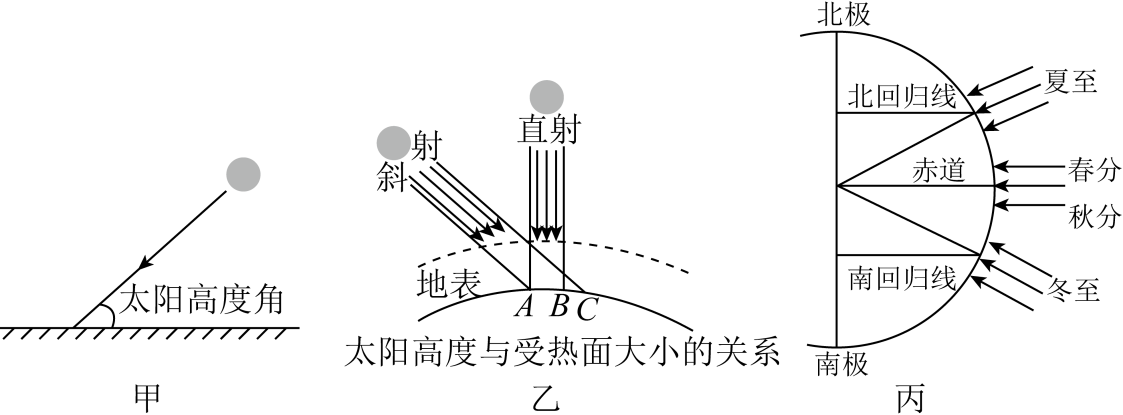 太阳高度角
甲
直射
斜射
地表
A B C
太阳高度与受热面大小的关系
乙
北极
夏至
北回归线
赤道
春分
秋分
南回归线
冬至
南极
丙